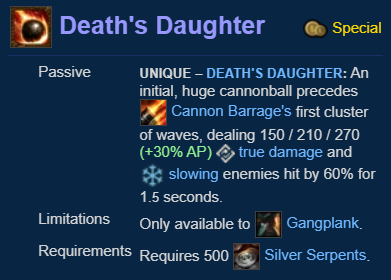 Death's Daughter
Special
Passive
UNIQUE – DEATH'S DAUGHTER: An
initial, huge cannonball precedes
Cannon Barrage's first cluster
of waves, dealing 150 / 210 / 270
(+30% AP) true damage and
slowing enemies hit by 60% for
1.5 seconds.
Limitations
Only available to Gangplank.
Requirements
Requires 500 Silver Serpents.